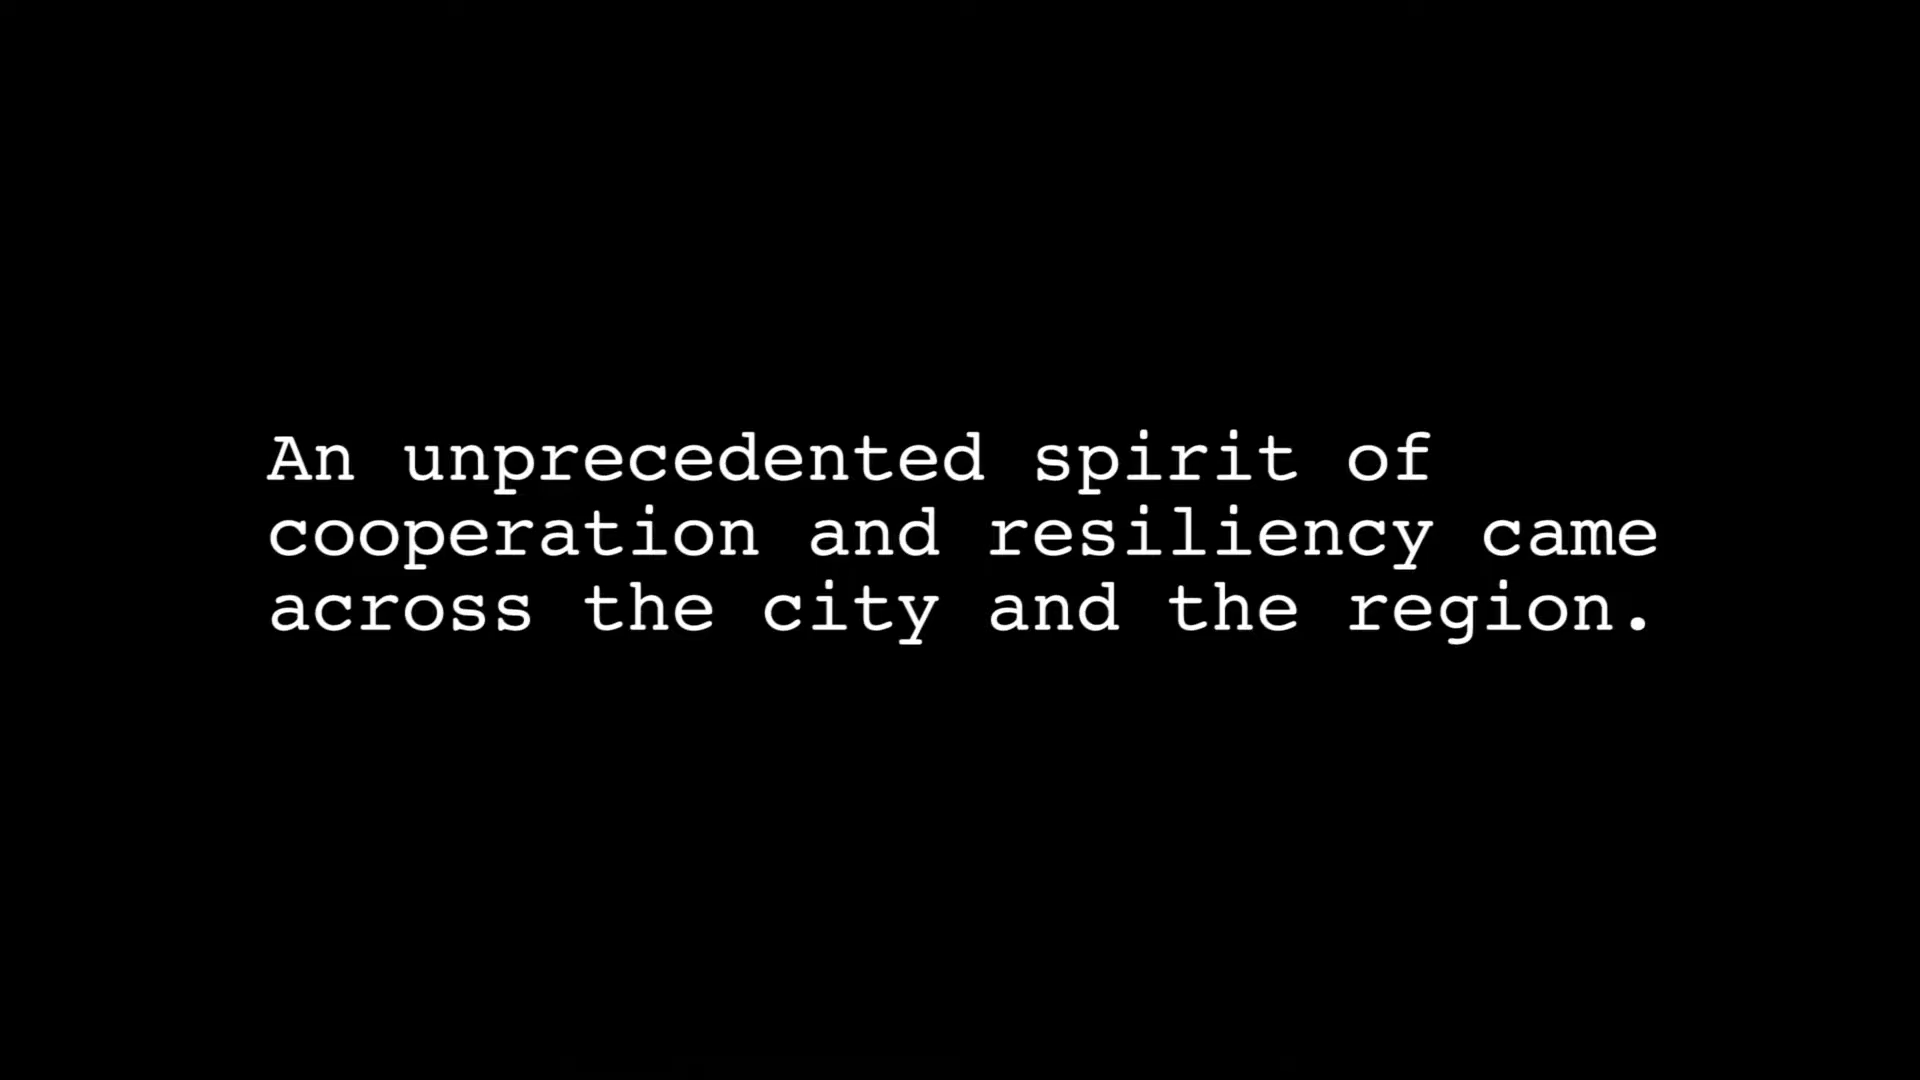 An unprecedented spirit of
cooperation and resiliency came
across the city and the region.